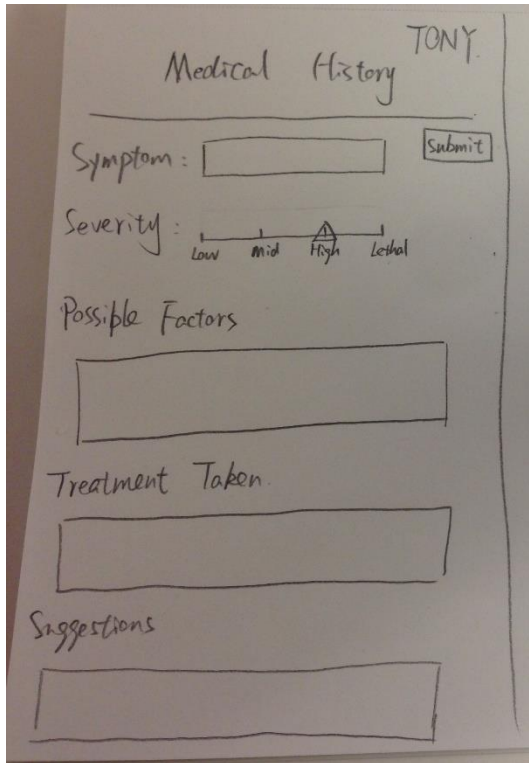 TONY.
Medical History
Symptom :
Submit
Severity :
Low Mid High Lethal
Possible Factors
Treatment Taken.
Suggestions